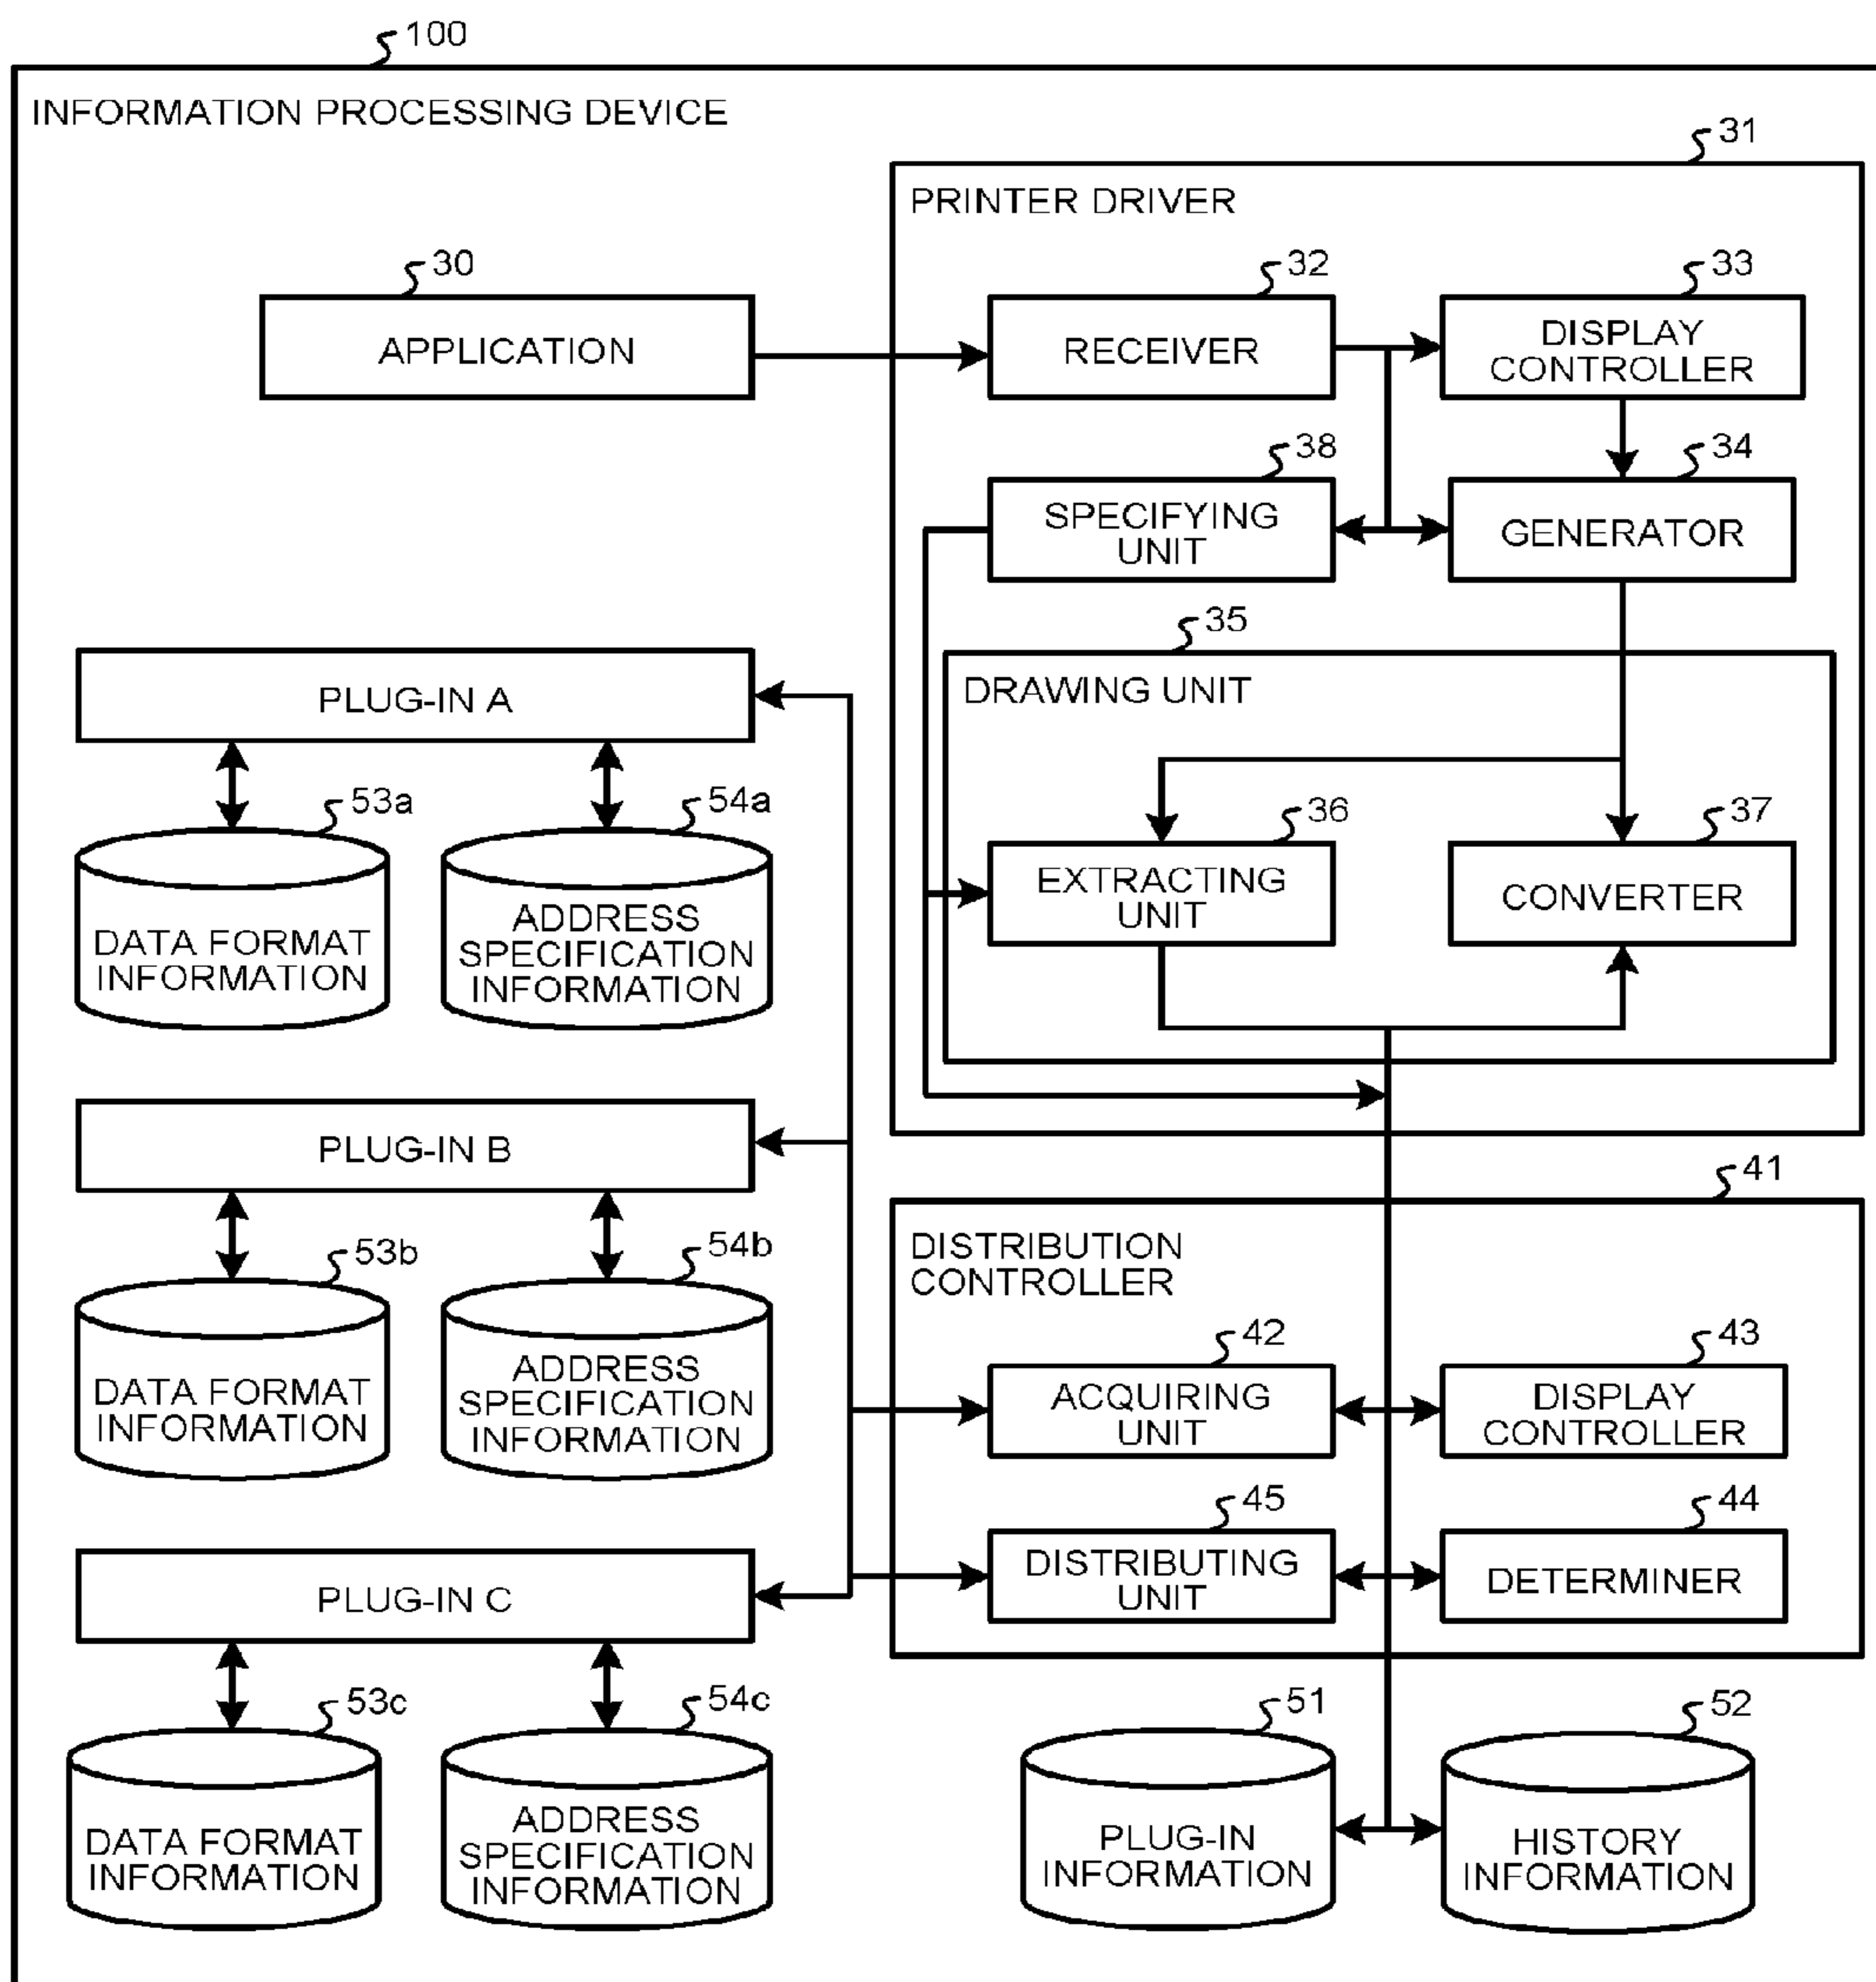 100
INFORMATION PROCESSING DEVICE
31
PRINTER DRIVER
30
APPLICATION
32
RECEIVER
33
DISPLAY
CONTROLLER
38
SPECIFYING
UNIT
34
GENERATOR
35
DRAWING UNIT
36
EXTRACTING
UNIT
37
CONVERTER
PLUG-IN A
53a
DATA FORMAT
INFORMATION
54a
ADDRESS
SPECIFICATION
INFORMATION
PLUG-IN B
53b
DATA FORMAT
INFORMATION
54b
ADDRESS
SPECIFICATION
INFORMATION
PLUG-IN C
53c
DATA FORMAT
INFORMATION
54c
ADDRESS
SPECIFICATION
INFORMATION
41
DISTRIBUTION
CONTROLLER
42
ACQUIRING
UNIT
43
DISPLAY
CONTROLLER
45
DISTRIBUTING
UNIT
44
DETERMINER
51
PLUG-IN
INFORMATION
52
HISTORY
INFORMATION